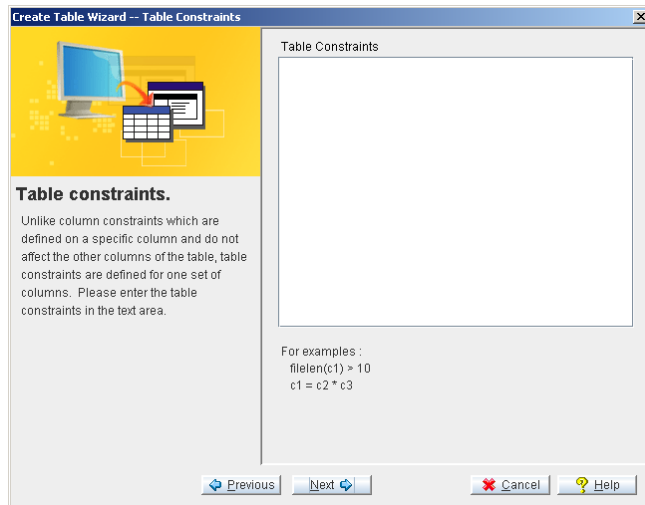 Create Table Wizard -- Table Constraints
Table Constraints
Table constraints.
Unlike column constraints which are
defined on a specific column and do not
affect the other columns of the table, table
constraints are defined for one set of
columns. Please enter the table
constraints in the text area.
For examples :
filelen(c1) > 10
c1 = c2 * c3
Previous
Next
Cancel
Help